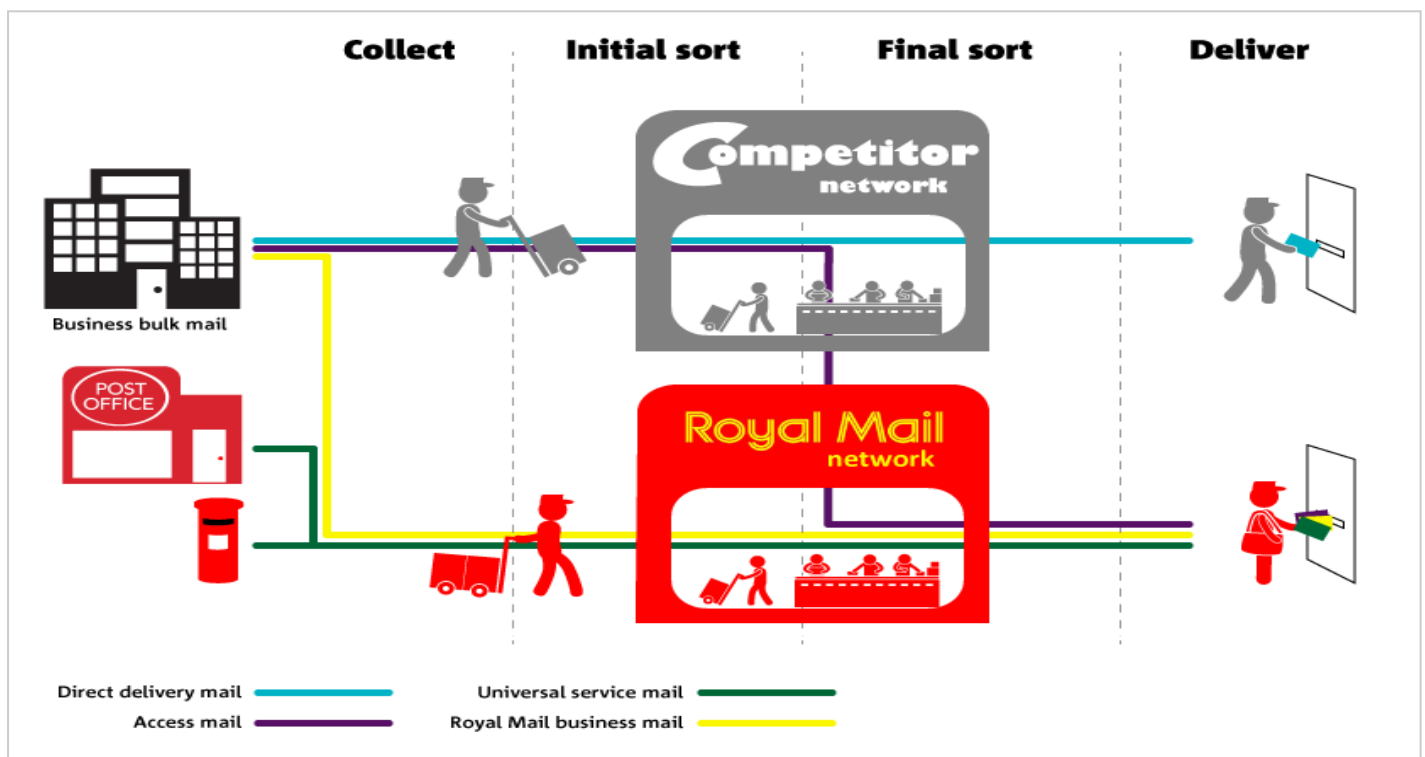 Collect
Initial sort
Final sort
Deliver
Competitor
network
Business bulk mail
POST
OFFICE
Royal Mail
network
Direct delivery mail
Universal service mail
Access mail
Royal Mail business mail